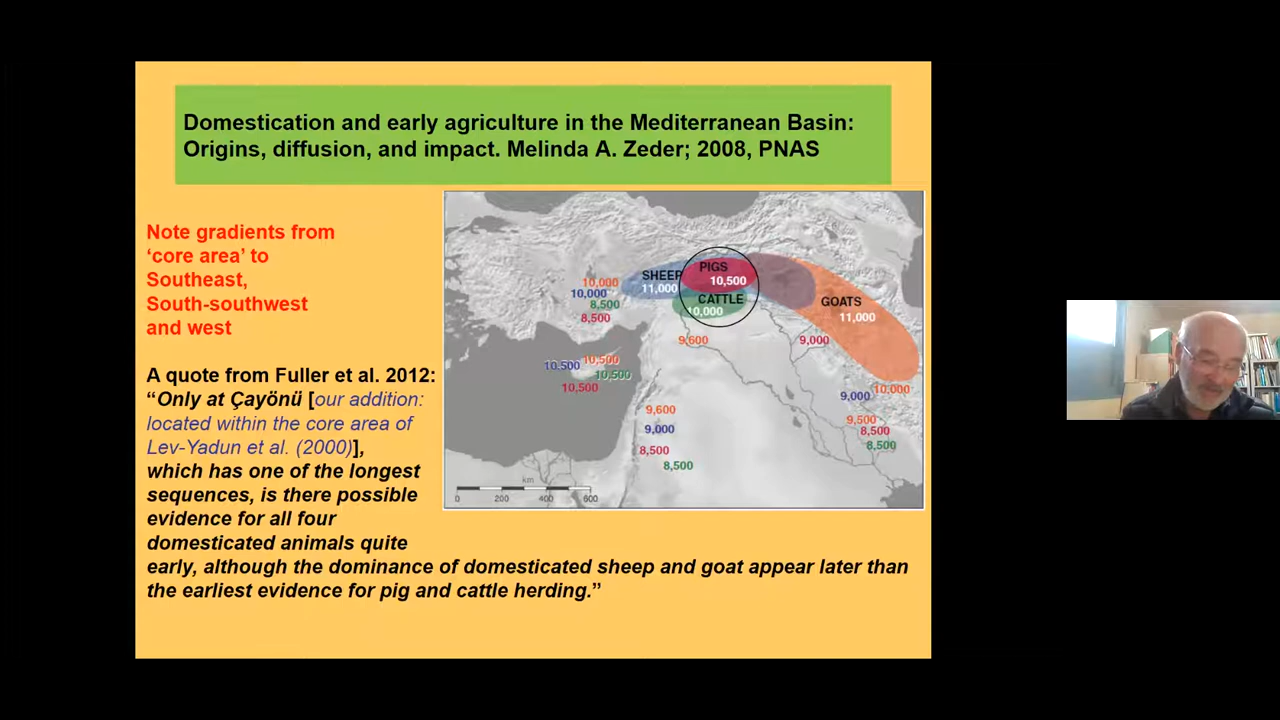 Domestication and early agriculture in the Mediterranean Basin:
Origins, diffusion, and impact. Melinda A. Zeder; 2008, PNAS
Note gradients from
‘core area’ to
Southeast,
South-southwest
and west
A quote from Fuller et al. 2012:
“Only at Çayönü [our addition:
located within the core area of
Lev-Yadun et al. (2000)],
which has one of the longest
sequences, is there possible
evidence for all four
domesticated animals quite
early, although the dominance of domesticated sheep and goat appear later than
the earliest evidence for pig and cattle herding.”
SHEEP
11,000
PIGS
10,500
CATTLE
10,000
GOATS
11,000
10,000
10,000
8,500
8,500
10,500
10,500
10,500
10,500
9,600
9,000
9,600
9,000
8,500
8,500
10,000
9,000
9,500
8,500
8,500
km
0 200 400 600